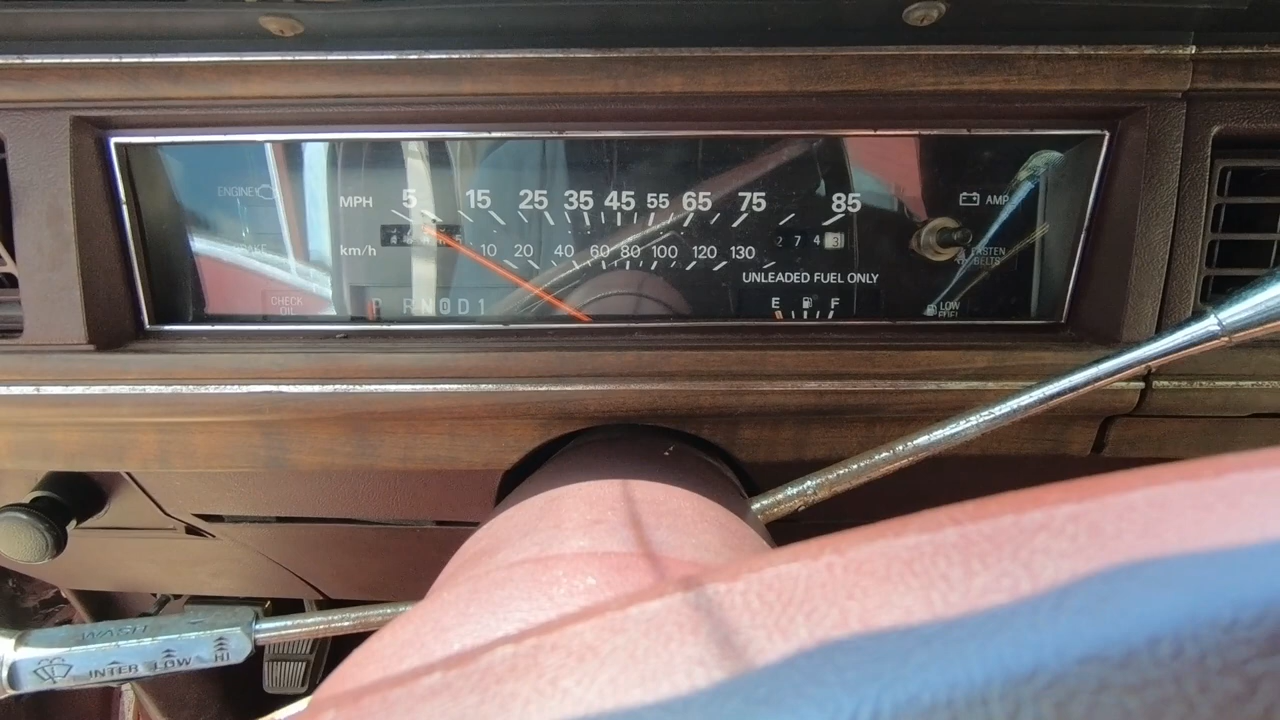 ENGINE
MPH 5 15 25 35 45 55 65 75 85
AMP
BRAKE
km/h 10 20 40 60 80 100 120 130
2 7 4 3
FASTEN
BELTS
UNLEADED FUEL ONLY
CHECK
OIL
P R N D D 1
E F
LOW
FUEL
WASH
INTER LOW HI